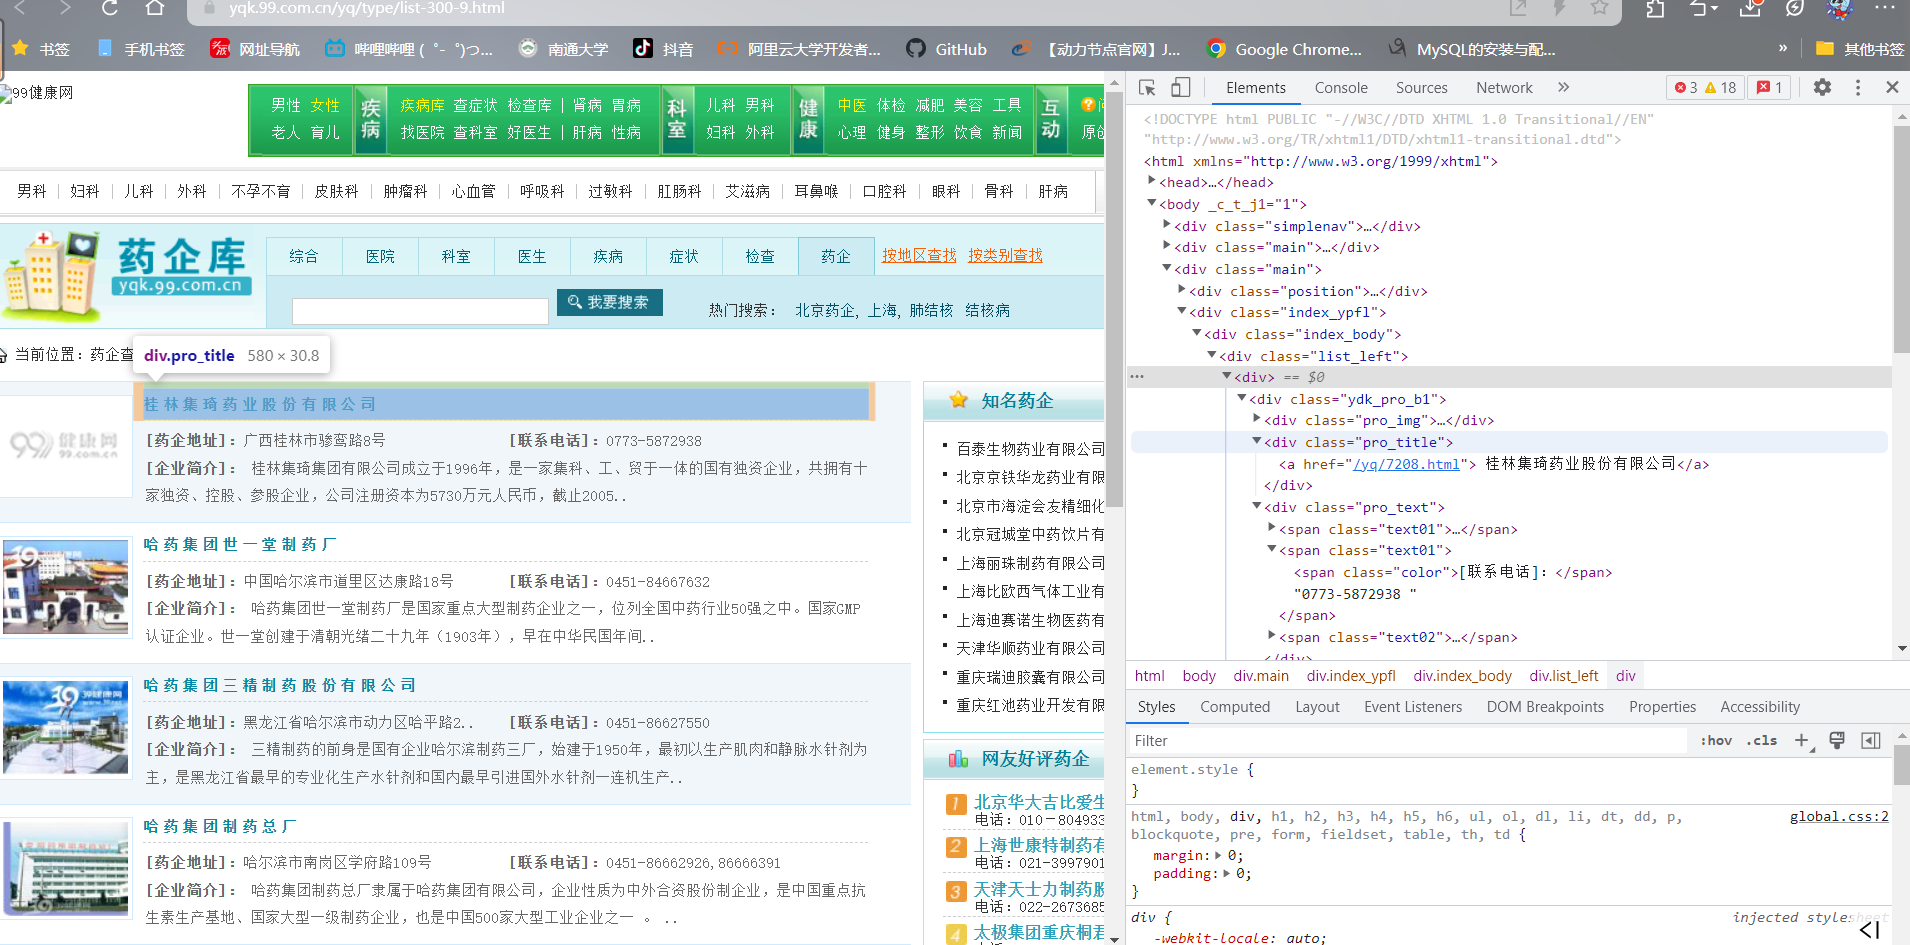 yqk.99.com.cn/yq/type/list-300-9.html
书签 手机书签 网址导航 哔哩哔哩 ( ゜- ゜)つ... 南通大学 抖音 阿里云大学开发者... GitHub 【动力节点官网】J... Google Chrome... MySQL的安装与配... » 其他书签
99健康网
男性 女性 疾病 疾病库 查症状 检查库 | 肾病 胃病 科室 儿科 男科 健康 中医 体检 减肥 美容 工具 互动
老人 育儿 找医院 查科室 好医生 | 肝病 性病 妇科 外科 心理 健身 整形 饮食 新闻 原创
男科 妇科 儿科 外科 不孕不育 皮肤科 肿瘤科 心血管 呼吸科 过敏科 肛肠科 艾滋病 耳鼻喉 口腔科 眼科 骨科 肝病
药企库
yqk.99.com.cn
综合 医院 科室 医生 疾病 症状 检查 药企 按地区查找 按类别查找
我要搜索 热门搜索： 北京药企, 上海, 肺结核 结核病
当前位置：药企查
div.pro_title 580 × 30.8
桂林集琦药业股份有限公司
99健康网
99.com.cn
[药企地址]：广西桂林市骖鸾路8号 [联系电话]：0773-5872938
[企业简介]： 桂林集琦集团有限公司成立于1996年，是一家集科、工、贸于一体的国有独资企业，共拥有十
家独资、控股、参股企业，公司注册资本为5730万元人民币，截止2005..
哈药集团世一堂制药厂
[药企地址]：中国哈尔滨市道里区达康路18号 [联系电话]：0451-84667632
[企业简介]： 哈药集团世一堂制药厂是国家重点大型制药企业之一，位列全国中药行业50强之中。国家GMP
认证企业。世一堂创建于清朝光绪二十九年（1903年），早在中华民国年间..
哈药集团三精制药股份有限公司
[药企地址]：黑龙江省哈尔滨市动力区哈平路2.. [联系电话]：0451-86627550
[企业简介]： 三精制药的前身是国有企业哈尔滨制药三厂，始建于1950年，最初以生产肌肉和静脉水针剂为
主，是黑龙江省最早的专业化生产水针剂和国内最早引进国外水针剂一连机生产..
哈药集团制药总厂
[药企地址]：哈尔滨市南岗区学府路109号 [联系电话]：0451-86662926,86666391
[企业简介]： 哈药集团制药总厂隶属于哈药集团有限公司，企业性质为中外合资股份制企业，是中国重点抗
生素生产基地、国家大型一级制药企业，也是中国500家大型工业企业之一 。 ..
知名药企
百泰生物药业有限公司
北京京铁华龙药业有限
北京市海淀会友精细化
北京冠城堂中药饮片有
上海丽珠制药有限公司
上海比欧西气体工业有
上海迪赛诺生物医药有
天津华顺药业有限公司
重庆瑞迪胶囊有限公司
重庆红池药业开发有限
网友好评药企
1 北京华大吉比爱生
电话：010－804933
2 上海世康特制药有
电话：021-3997901
3 天津天士力制药股
电话：022-2673685
4 太极集团重庆桐君
Elements Console Sources Network » 3 18 1
<!DOCTYPE html PUBLIC "-//W3C//DTD XHTML 1.0 Transitional//EN"
"http://www.w3.org/TR/xhtml1/DTD/xhtml1-transitional.dtd">
<html xmlns="http://www.w3.org/1999/xhtml">
<head>…</head>
<body _c_t_j1="1">
<div class="simplenav">…</div>
<div class="main">…</div>
<div class="main">
<div class="position">…</div>
<div class="index_ypfl">
<div class="index_body">
<div class="list_left">
<div> == $0
<div class="ydk_pro_b1">
<div class="pro_img">…</div>
<div class="pro_title">
<a href="/yq/7208.html"> 桂林集琦药业股份有限公司</a>
</div>
<div class="pro_text">
<span class="text01">…</span>
<span class="text01">
<span class="color">[联系电话]：</span>
"0773-5872938 "
</span>
<span class="text02">…</span>
</div>
html body div.main div.index_ypfl div.index_body div.list_left div
Styles Computed Layout Event Listeners DOM Breakpoints Properties Accessibility
Filter :hov .cls +
element.style {
}
html, body, div, h1, h2, h3, h4, h5, h6, ul, ol, dl, li, dt, dd, p, global.css:2
blockquote, pre, form, fieldset, table, th, td {
margin: 0;
padding: 0;
}
div { injected stylesheet
-webkit-locale: auto;